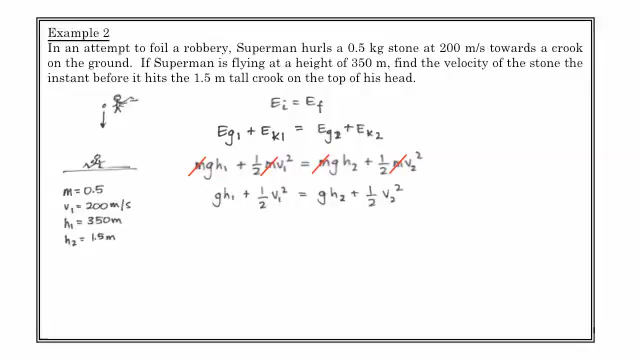 Example 2
In an attempt to foil a robbery, Superman hurls a 0.5 kg stone at 200 m/s towards a crook
on the ground. If Superman is flying at a height of 350 m, find the velocity of the stone the
instant before it hits the 1.5 m tall crook on the top of his head.
Ei = Ef
Eg1 + Ek1 = Eg2 + Ek2
mgh₁ + ½mv₁² = mgh₂ + ½mv₂²
gh₁ + ½v₁² = gh₂ + ½v₂²
m = 0.5
v₁ = 200m/s
h₁ = 350m
h₂ = 1.5m